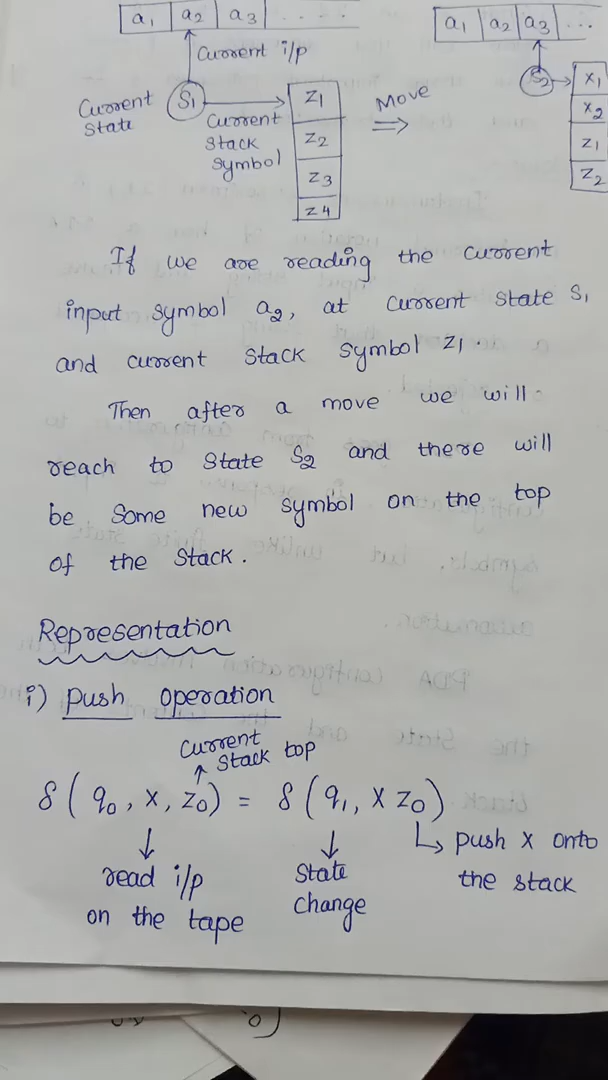 a1 a2 a3 . . . . .
a1 a2 a3 ...
Current i/p
Current State
S1
Current Stack Symbol
Z1
Z2
Z3
Z4
Move
⇒
S2
X1
X2
Z1
Z2
If we are reading the current
input symbol a2, at current state S1
and current stack symbol Z1.
Then after a move we will
reach to state S2 and there will
be some new symbol on the top
of the stack.
Representation
i) push operation
Current Stack top
δ(q0, X, Z0) = δ(q1, X Z0)
read i/p
on the tape
State
change
push X onto
the stack